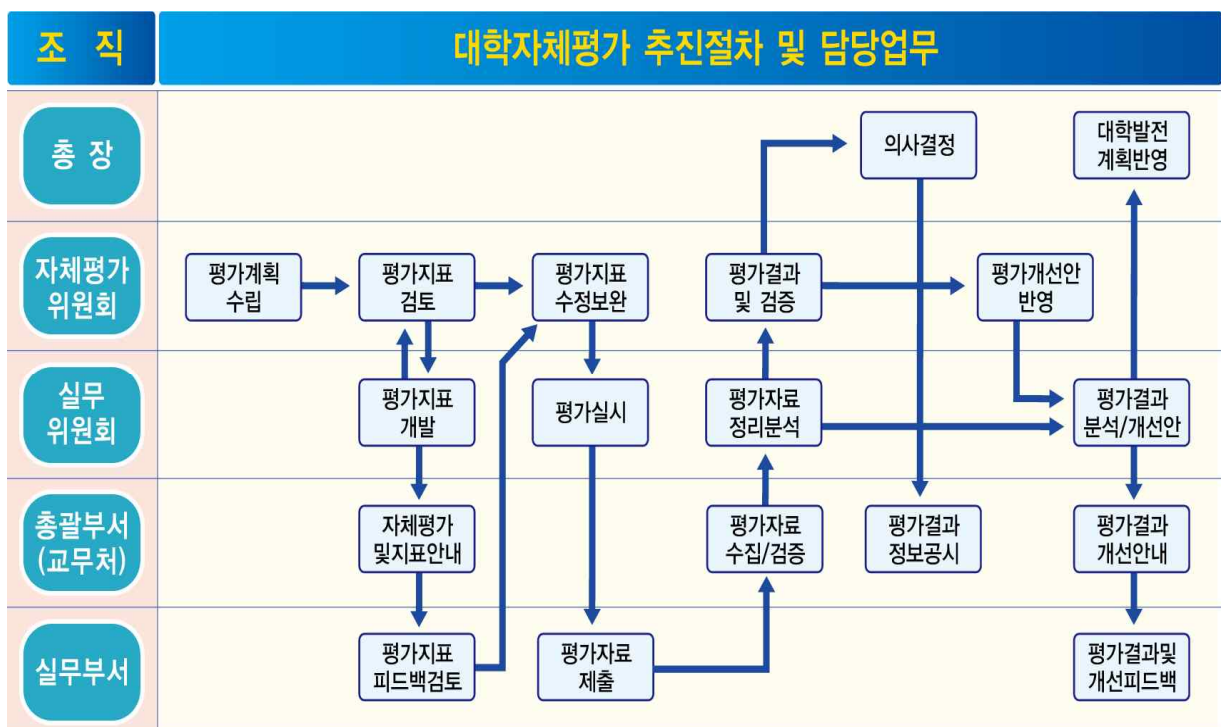 조 직
대학자체평가 추진절차 및 담당업무
총 장
의사결정
대학발전
계획반영
자체평가
위원회
평가계획
수립
평가지표
검토
평가지표
수정보완
평가결과
및 검증
평가개선안
반영
실무
위원회
평가지표
개발
평가실시
평가자료
정리분석
평가결과
분석/개선안
총괄부서
(교무처)
자체평가
및지표안내
평가자료
수집/검증
평가결과
정보공시
평가결과
개선안내
실무부서
평가지표
피드백검토
평가자료
제출
평가결과및
개선피드백